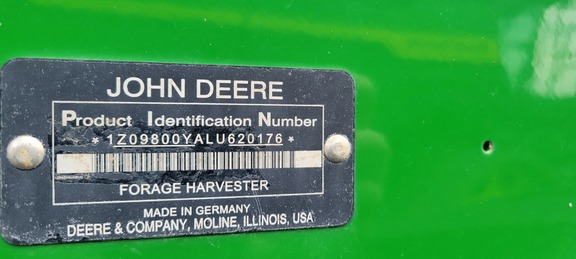 JOHN DEERE
Product Identification Number
*1Z09800YALU620176*
FORAGE HARVESTER
MADE IN GERMANY
DEERE & COMPANY, MOLINE, ILLINOIS, USA